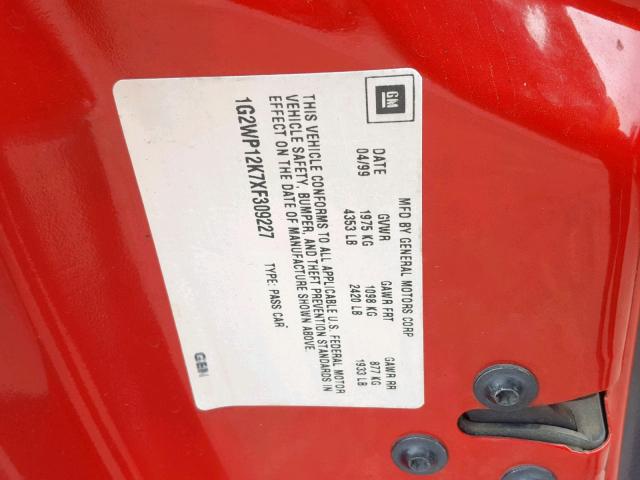 GM
MFD BY GENERAL MOTORS CORP
DATE GVWR GAWR FRT GAWR RR
04/99 1975 KG 1098 KG 877 KG
4353 LB 2420 LB 1933 LB
THIS VEHICLE CONFORMS TO ALL APPLICABLE U.S. FEDERAL MOTOR
VEHICLE SAFETY, BUMPER, AND THEFT PREVENTION STANDARDS IN
EFFECT ON THE DATE OF MANUFACTURE SHOWN ABOVE.
1G2WP12K7XF309227 TYPE: PASS CAR
GEN